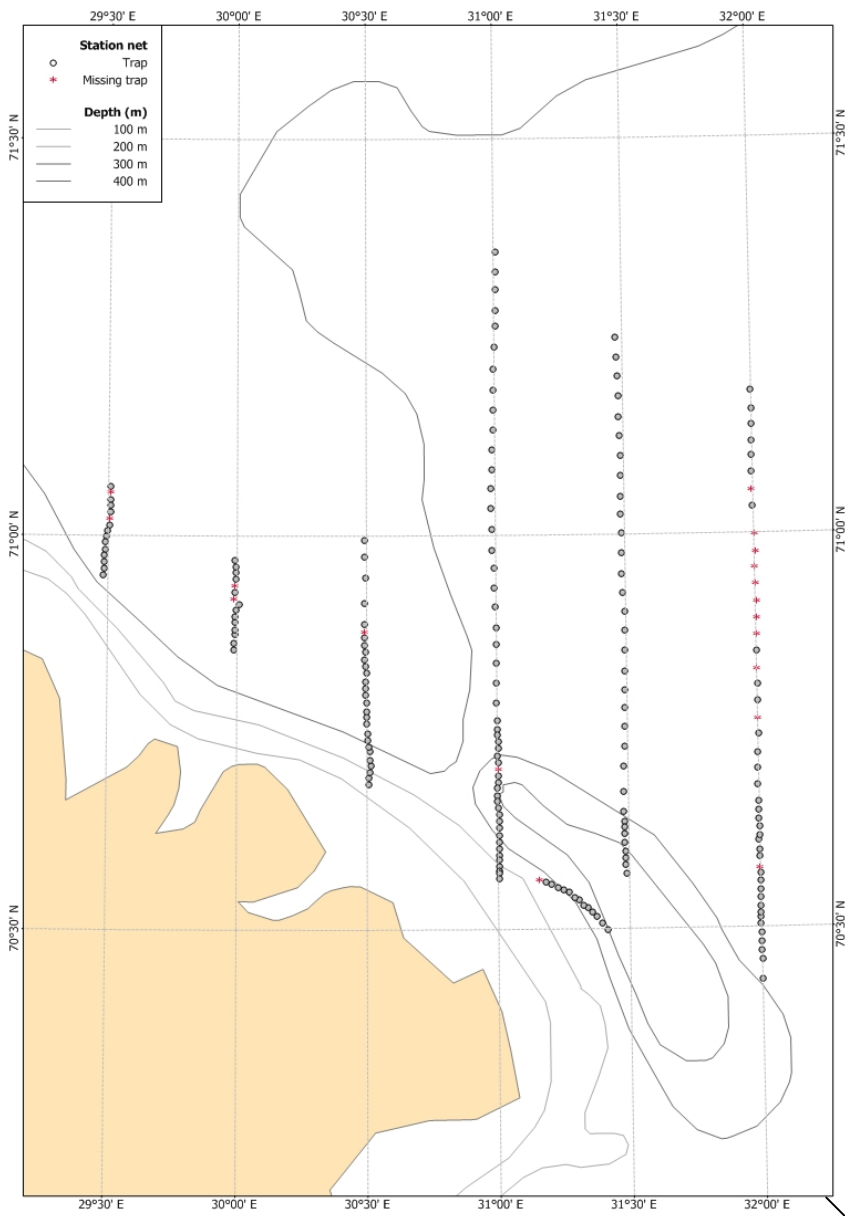 29°30' E 30°00' E 30°30' E 31°00' E 31°30' E 32°00' E
Station net
Trap
Missing trap
Depth (m)
100 m
200 m
300 m
400 m
71°30' N 71°30' N
71°00' N 71°00' N
70°30' N 70°30' N
29°30' E 30°00' E 30°30' E 31°00' E 31°30' E 32°00' E